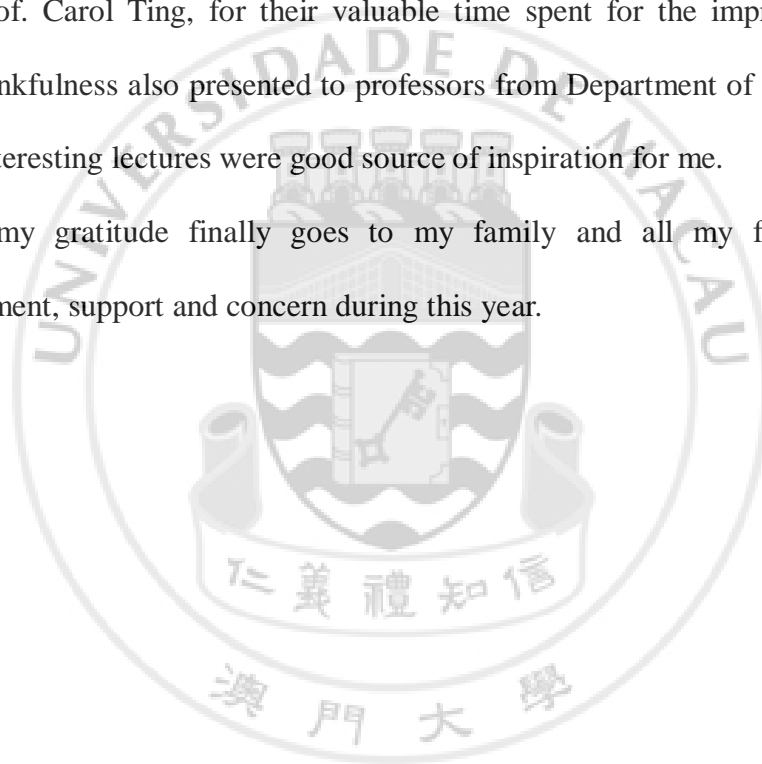 of. Carol Ting, for their valuable time spent for the impr
nkfulness also presented to professors from Department of
teresting lectures were good source of inspiration for me.
my gratitude finally goes to my family and all my f
ment, support and concern during this year.
UNIVERSIDADE DE MACAU
仁義禮知信
澳門大學